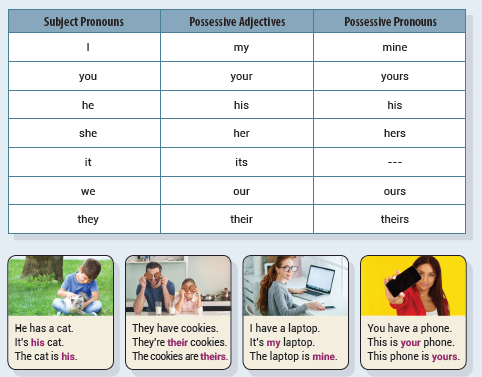 Subject Pronouns Possessive Adjectives Possessive Pronouns
I my mine
you your yours
he his his
she her hers
it its ---
we our ours
they their theirs
He has a cat.
It's his cat.
The cat is his.
They have cookies.
They're their cookies.
The cookies are theirs.
I have a laptop.
It's my laptop.
The laptop is mine.
You have a phone.
This is your phone.
This phone is yours.